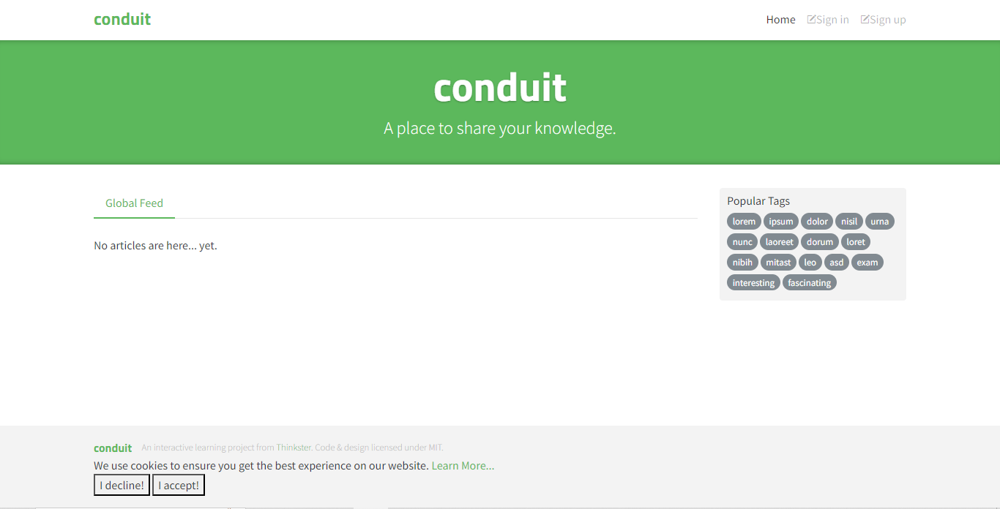 conduit
Home Sign in Sign up
conduit
A place to share your knowledge.
Global Feed
No articles are here... yet.
Popular Tags
lorem ipsum dolor nisil urna
nunc laoreet dorum loret
nibih mitast leo asd exam
interesting fascinating
conduit An interactive learning project from Thinkster. Code & design licensed under MIT.
We use cookies to ensure you get the best experience on our website. Learn More...
I decline! I accept!